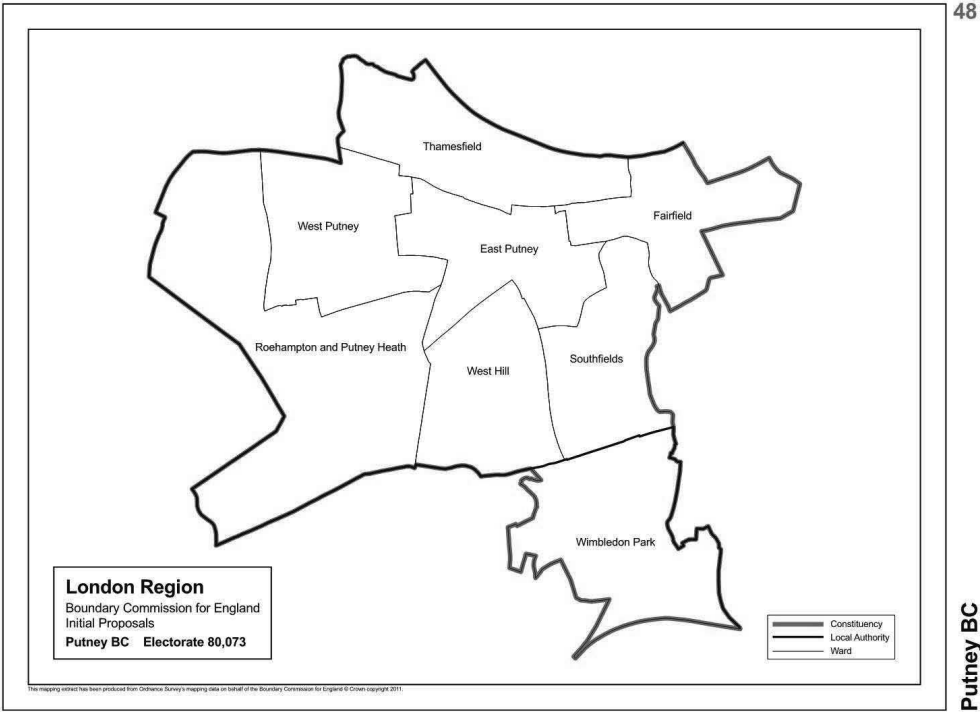 48
Thamesfield
Fairfield
West Putney
East Putney
Roehampton and Putney Heath
Southfields
West Hill
Wimbledon Park
London Region
Boundary Commission for England
Initial Proposals
Putney BC Electorate 80,073
Constituency
Local Authority
Ward
This mapping extract has been produced from Ordnance Survey's mapping data on behalf of the Boundary Commission for England © Crown copyright 2011.
Putney BC